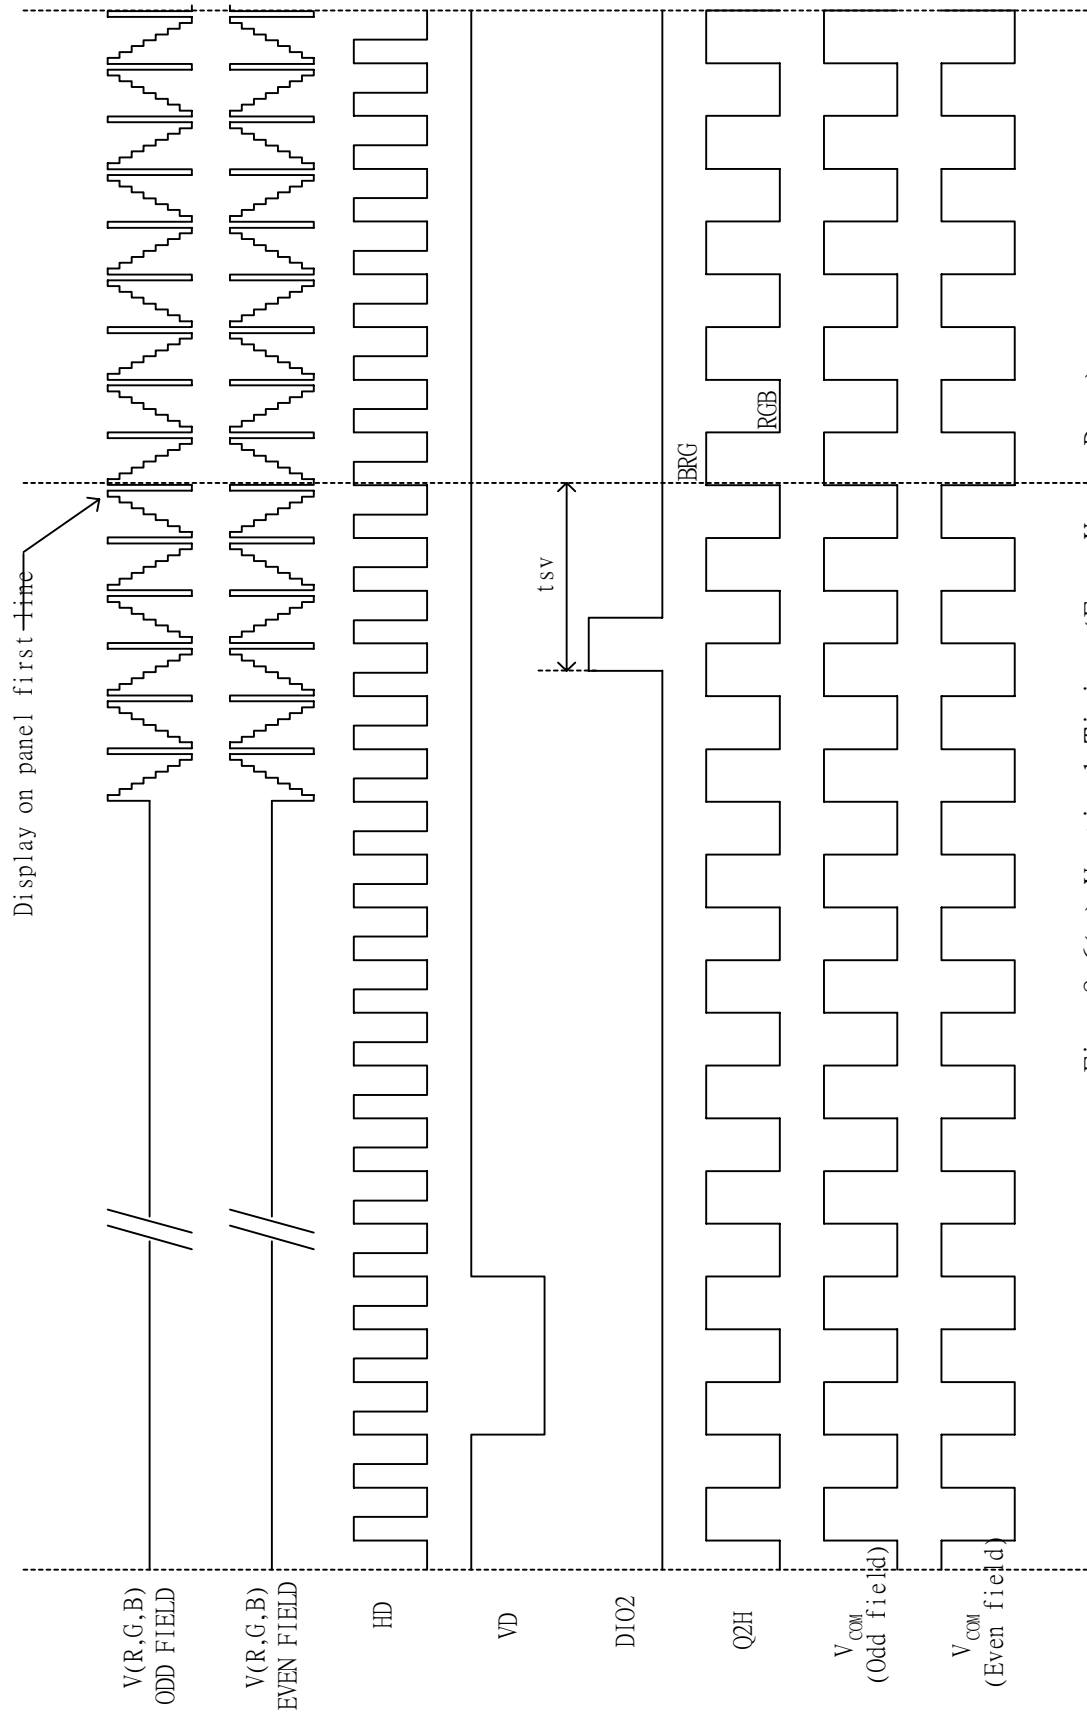 Display on panel first line
V(R,G,B)
ODD FIELD
V(R,G,B)
EVEN FIELD
HD
VD
tsv
DIO2
BRG
RGB
Q2H
VCOM
(Odd field)
VCOM
(Even field)